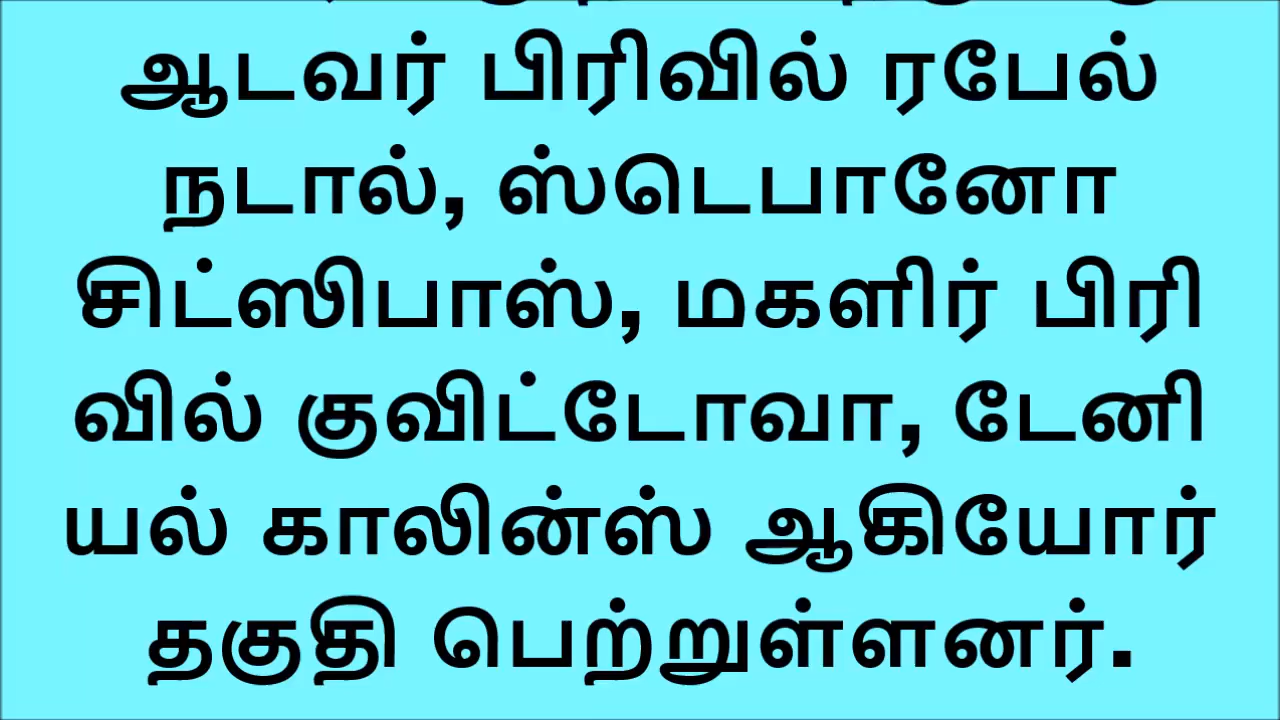 ஆடவர் பிரிவில் ரபேல்
நடால், ஸ்டெபானோ
சிட்ஸிபாஸ், மகளிர் பிரி
வில் குவிட்டோவா, டேனி
யல் காலின்ஸ் ஆகியோர்
தகுதி பெற்றுள்ளனர்.